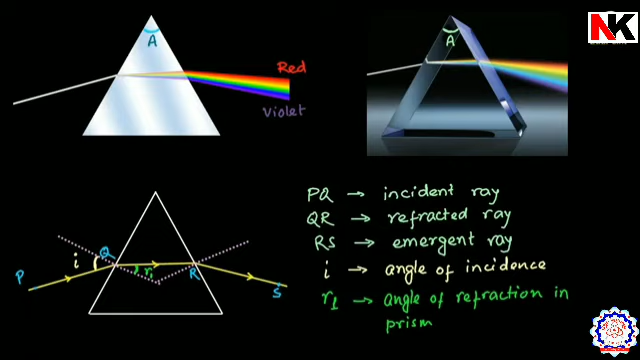 NK
A
A
Red
Violet
PQ → incident ray
QR → refracted ray
RS → emergent ray
i → angle of incidence
r1 → angle of refraction in
prism
P
i
Q
r1
R
S